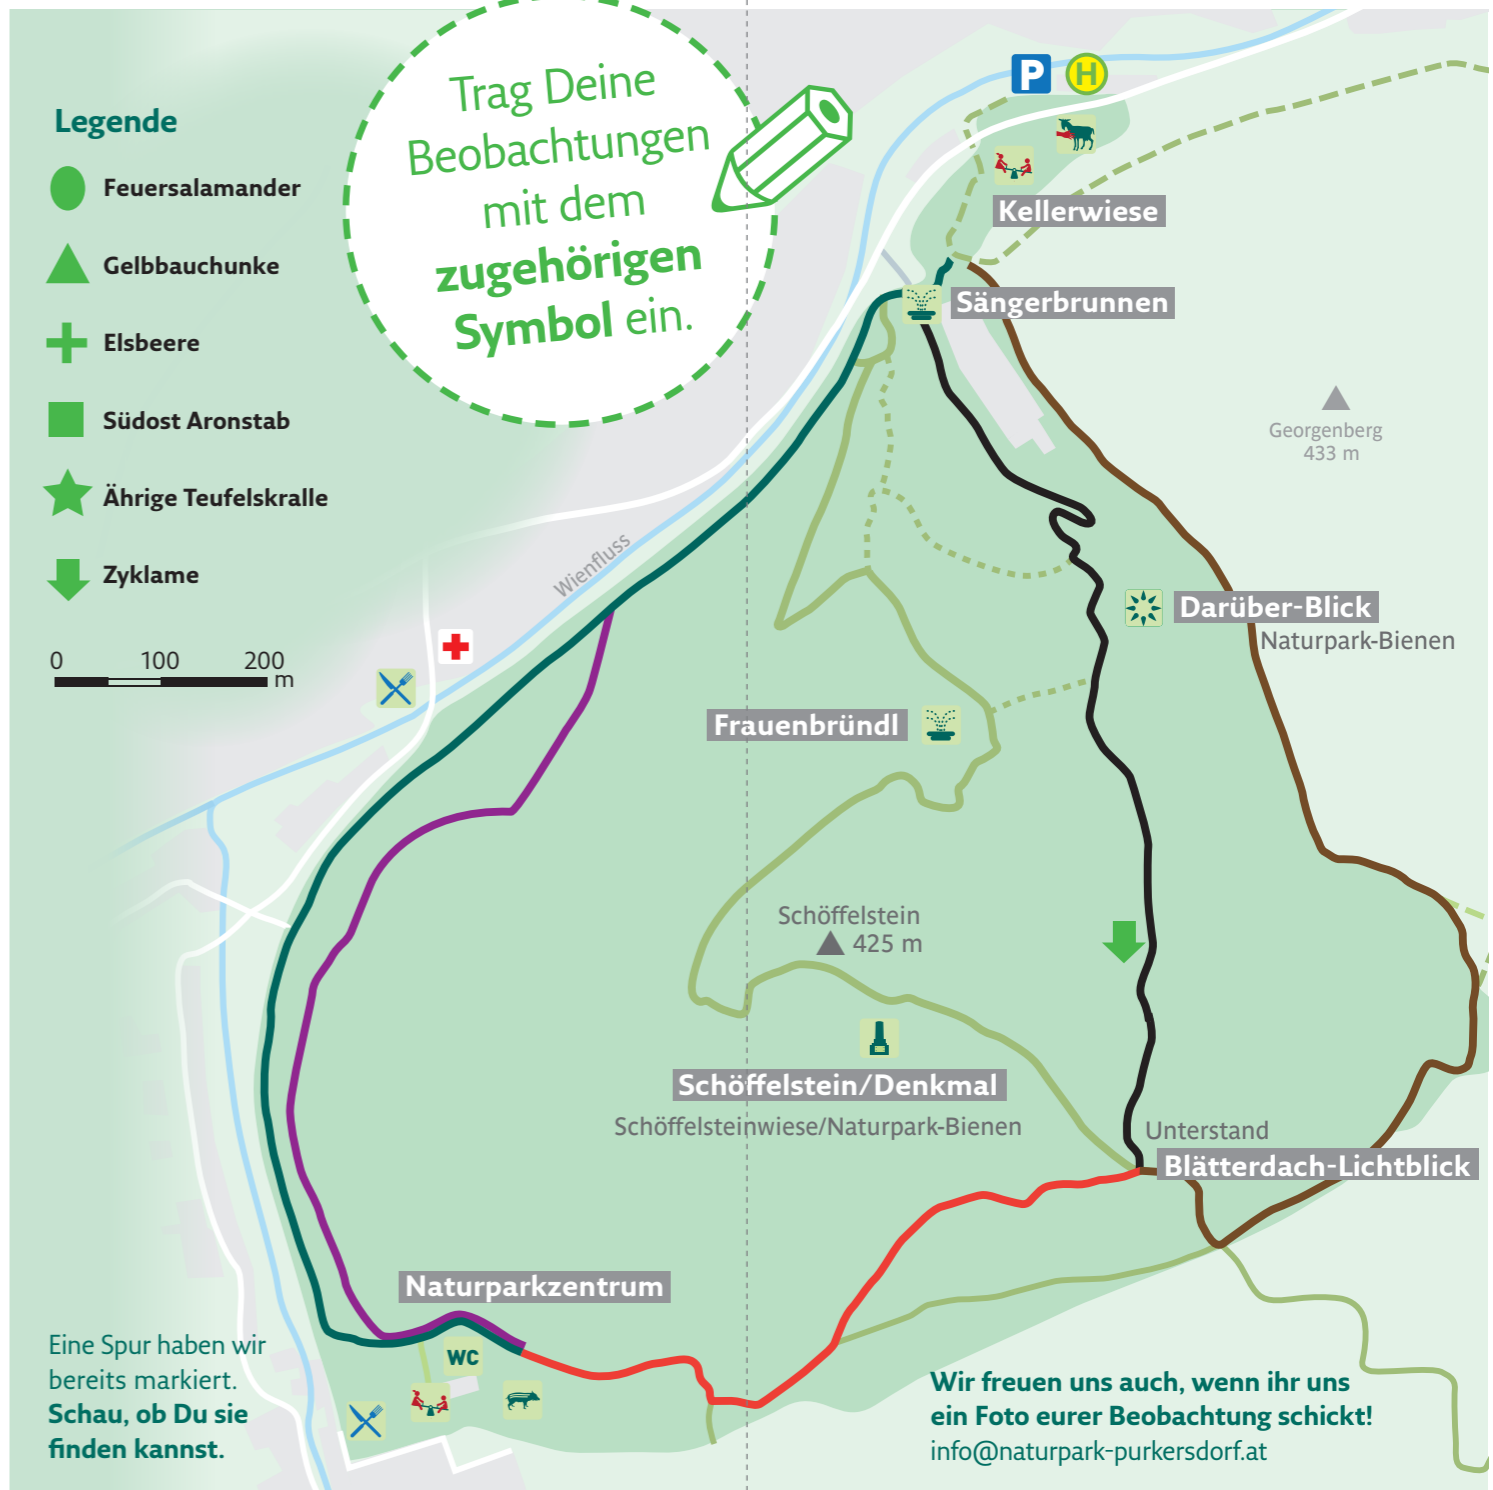 Trag Deine
Beobachtungen
mit dem
zugehörigen
Symbol ein.
Legende
Feuersalamander
Gelbbauchunke
Elsbeere
Südost Aronstab
Ährige Teufelskralle
Zyklame
0 100 200
m
P H
Kellerwiese
Sängerbrunnen
Georgenberg
433 m
Wienfluss
Darüber-Blick
Naturpark-Bienen
Frauenbründl
Schöffelstein
425 m
Schöffelstein/Denkmal
Schöffelsteinwiese/Naturpark-Bienen
Unterstand
Blätterdach-Lichtblick
Naturparkzentrum
WC
Eine Spur haben wir
bereits markiert.
Schau, ob Du sie
finden kannst.
Wir freuen uns auch, wenn ihr uns
ein Foto eurer Beobachtung schickt!
info@naturpark-purkersdorf.at